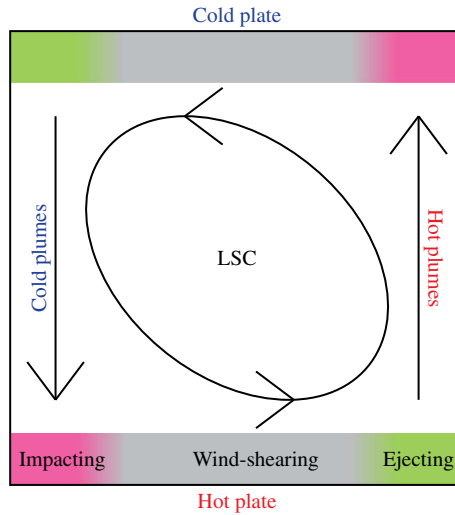 Cold plate
Cold plumes
LSC
Hot plumes
Impacting
Wind-shearing
Ejecting
Hot plate